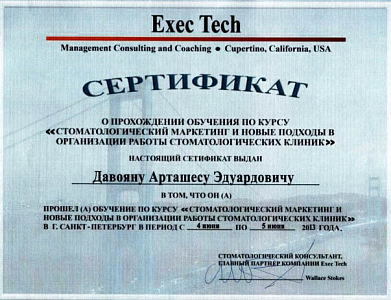 Exec Tech
Management Consulting and Coaching ● Cupertino, California, USA
СЕРТИФИКАТ
О ПРОХОЖДЕНИИ ОБУЧЕНИЯ ПО КУРСУ
«СТОМАТОЛОГИЧЕСКИЙ МАРКЕТИНГ И НОВЫЕ ПОДХОДЫ В
ОРГАНИЗАЦИИ РАБОТЫ СТОМАТОЛОГИЧЕСКИХ КЛИНИК»
НАСТОЯЩИЙ СЕТИФИКАТ ВЫДАН
Давояну Арташесу Эдуардовичу
В ТОМ, ЧТО ОН (А)
ПРОШЕЛ (А) ОБУЧЕНИЕ ПО КУРСУ «СТОМАТОЛОГИЧЕСКИЙ МАРКЕТИНГ И
НОВЫЕ ПОДХОДЫ В ОРГАНИЗАЦИИ РАБОТЫ СТОМАТОЛОГИЧЕСКИХ КЛИНИК»
В Г. САНКТ-ПЕТЕРБУРГ В ПЕРИОД С 4 июня ПО 5 июня 2013 ГОДА.
СТОМАТОЛОГИЧЕСКИЙ КОНСУЛЬТАНТ,
ГЛАВНЫЙ ПАРТНЕР КОМПАНИИ Exec Tech
Wallace Stokes